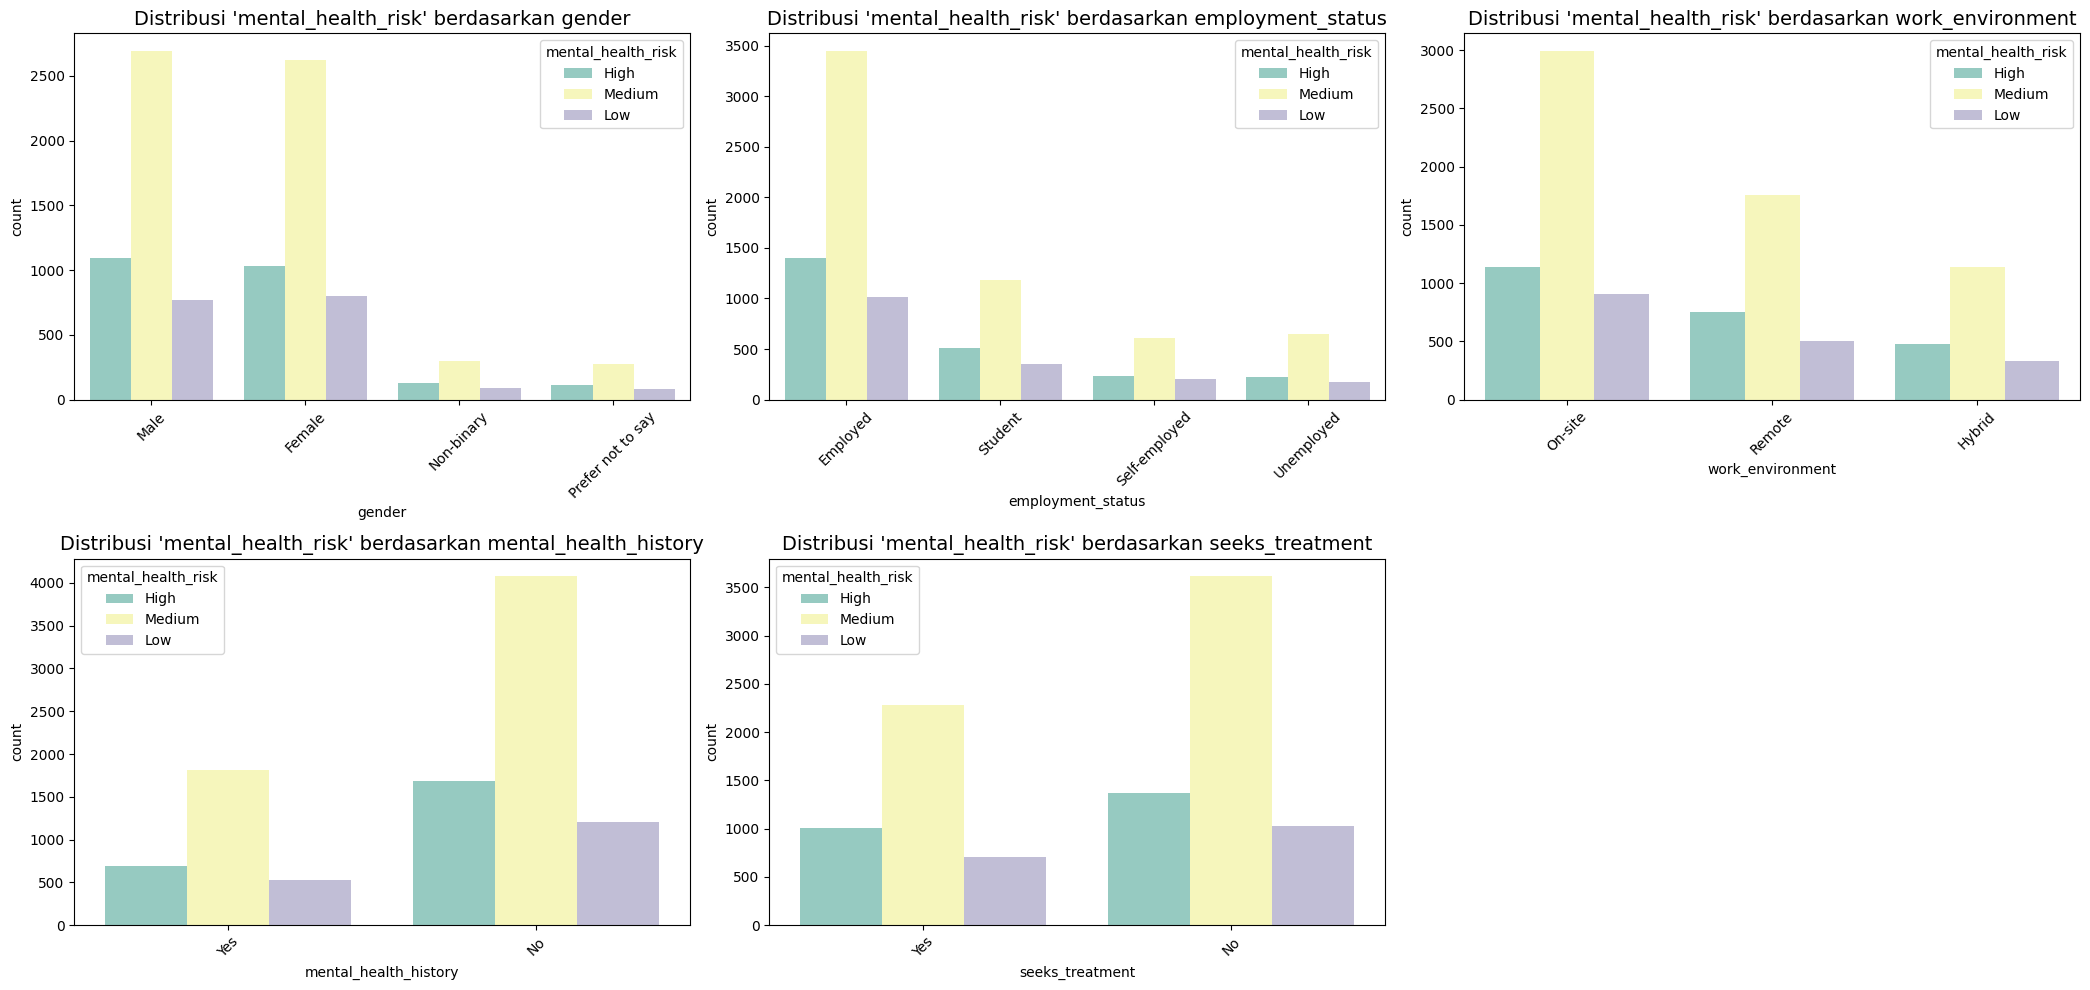 Distribusi 'mental_health_risk' berdasarkan gender
mental_health_risk
High
Medium
Low
2500
2000
1500
1000
500
0
count
Male
Female
Non-binary
Prefer not to say
gender
Distribusi 'mental_health_risk' berdasarkan employment_status
mental_health_risk
High
Medium
Low
3500
3000
2500
2000
1500
1000
500
0
count
Employed
Student
Self-employed
Unemployed
employment_status
Distribusi 'mental_health_risk' berdasarkan work_environment
mental_health_risk
High
Medium
Low
3000
2500
2000
1500
1000
500
0
count
On-site
Remote
Hybrid
work_environment
Distribusi 'mental_health_risk' berdasarkan mental_health_history
mental_health_risk
High
Medium
Low
4000
3500
3000
2500
2000
1500
1000
500
0
count
Yes
No
mental_health_history
Distribusi 'mental_health_risk' berdasarkan seeks_treatment
mental_health_risk
High
Medium
Low
3500
3000
2500
2000
1500
1000
500
0
count
Yes
No
seeks_treatment